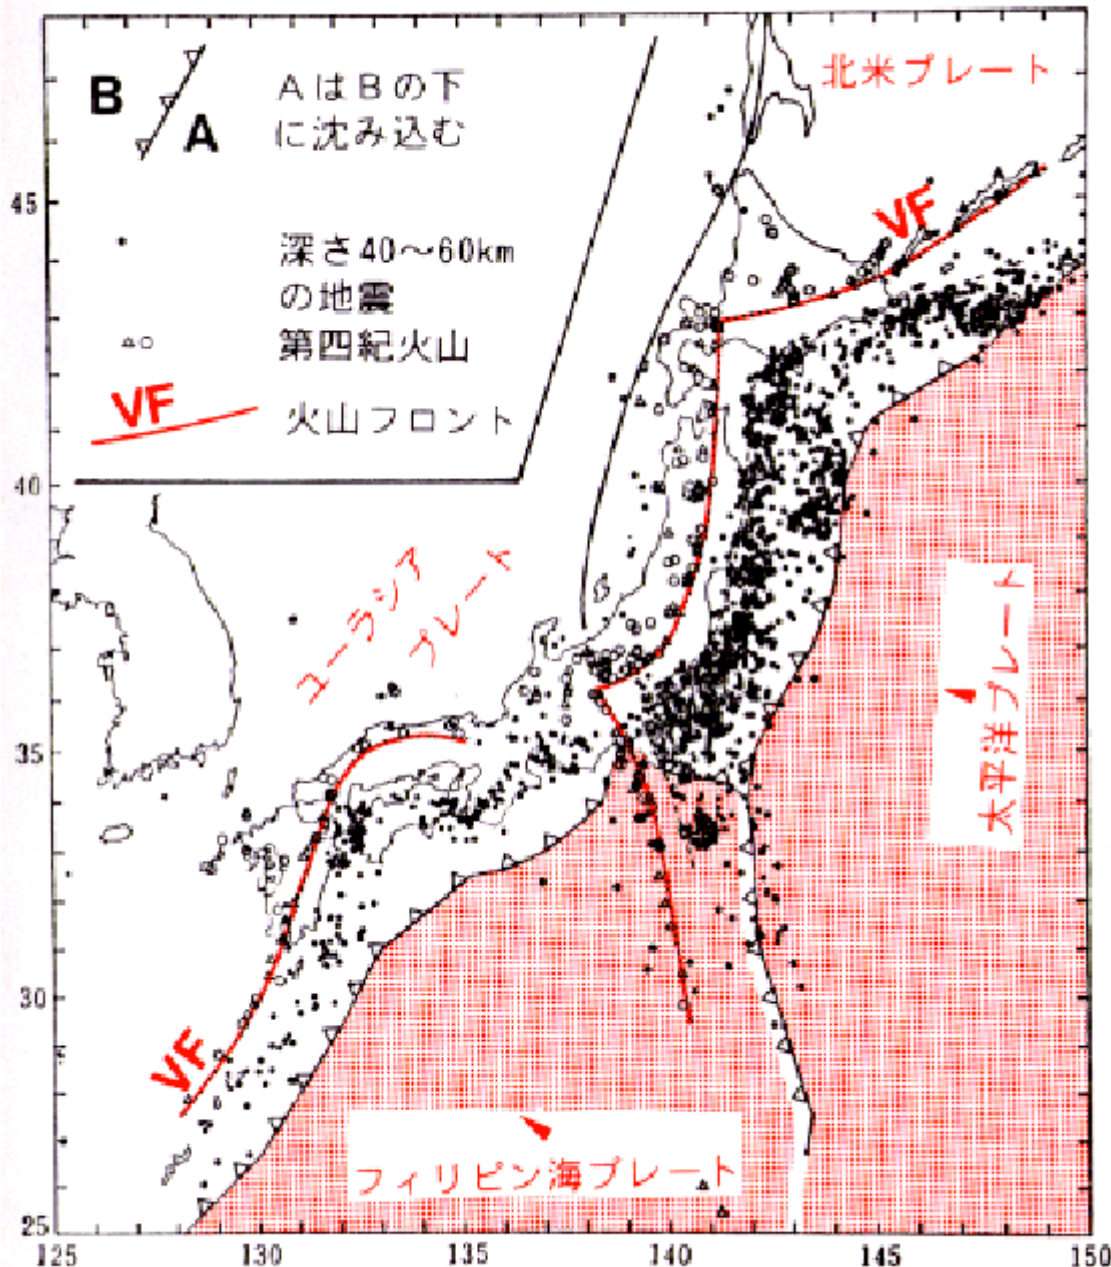 B
A
AはBの下
に沈み込む
深さ40〜60km
の地震
第四紀火山
VF
火山フロント
北米プレート
VF
ユーラシア
プレート
太平洋プレート
VF
フィリピン海プレート
45
40
35
30
25
125
130
135
140
145
150